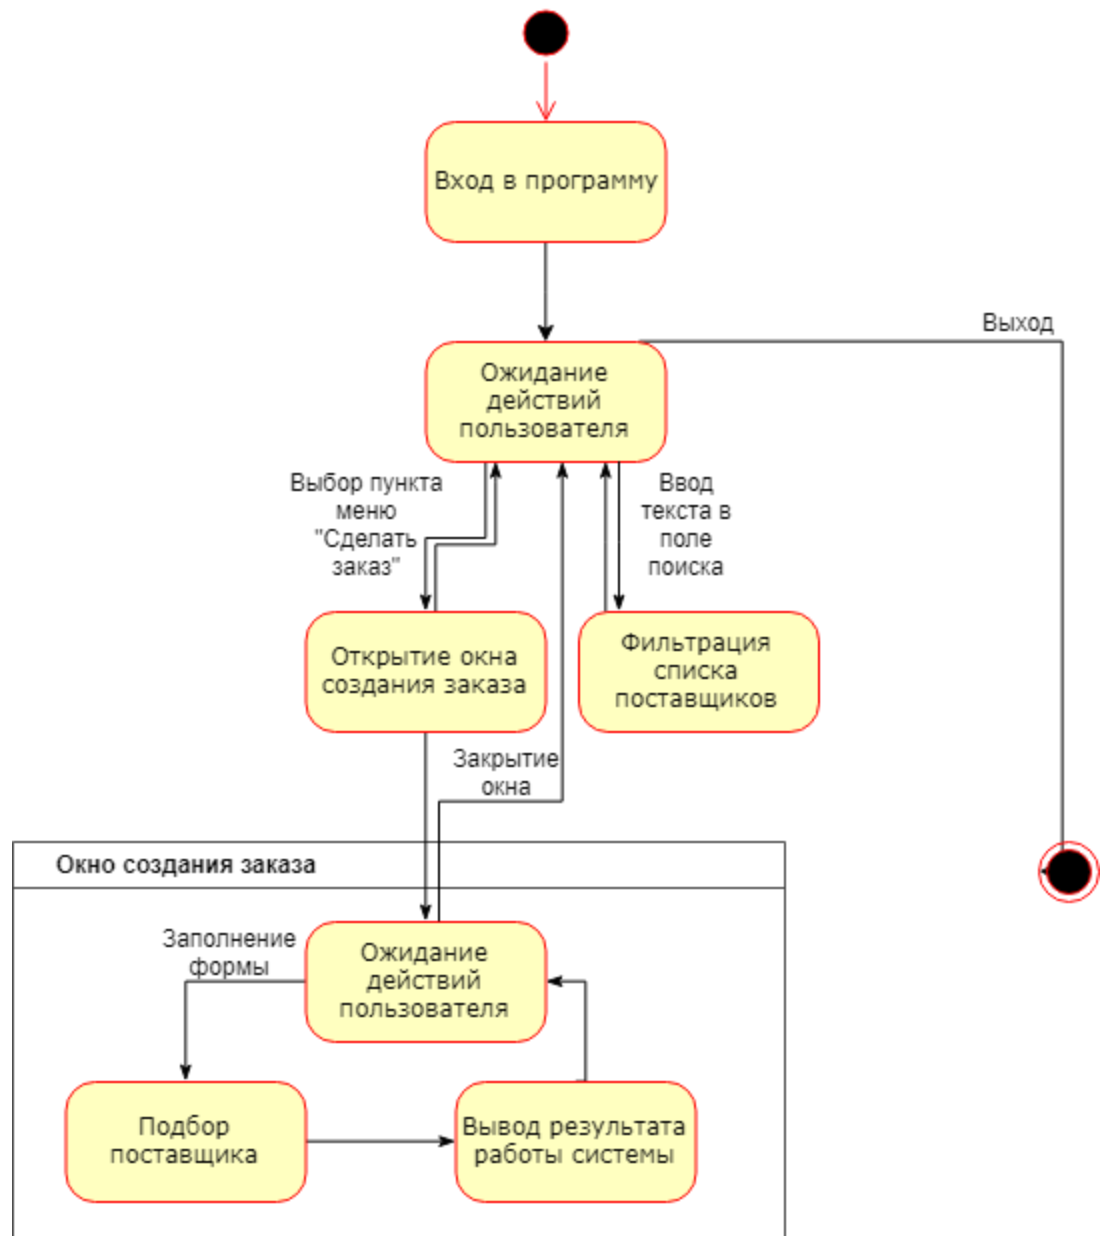 Вход в программу
Выход
Ожидание
действий
пользователя
Выбор пункта
меню
"Сделать
заказ"
Ввод
текста в
поле
поиска
Открытие окна
создания заказа
Фильтрация
списка
поставщиков
Закрытие
окна
Окно создания заказа
Заполнение
формы
Ожидание
действий
пользователя
Подбор
поставщика
Вывод результата
работы системы